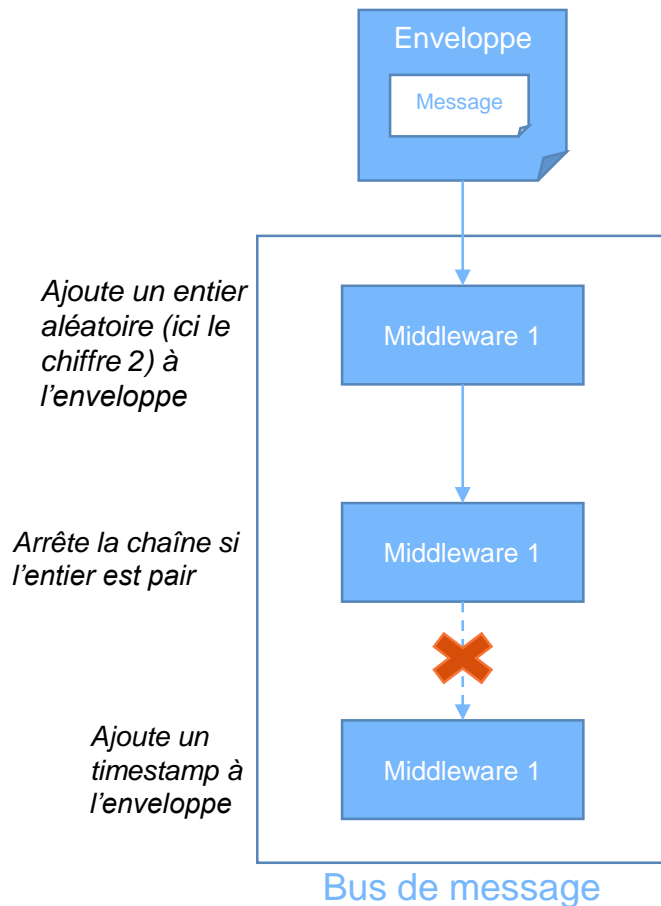 Enveloppe
Message
Ajoute un entier
aléatoire (ici le
chiffre 2) à
l’enveloppe
Middleware 1
Arrête la chaîne si
l’entier est pair
Middleware 1
Ajoute un
timestamp à
l’enveloppe
Middleware 1
Bus de message